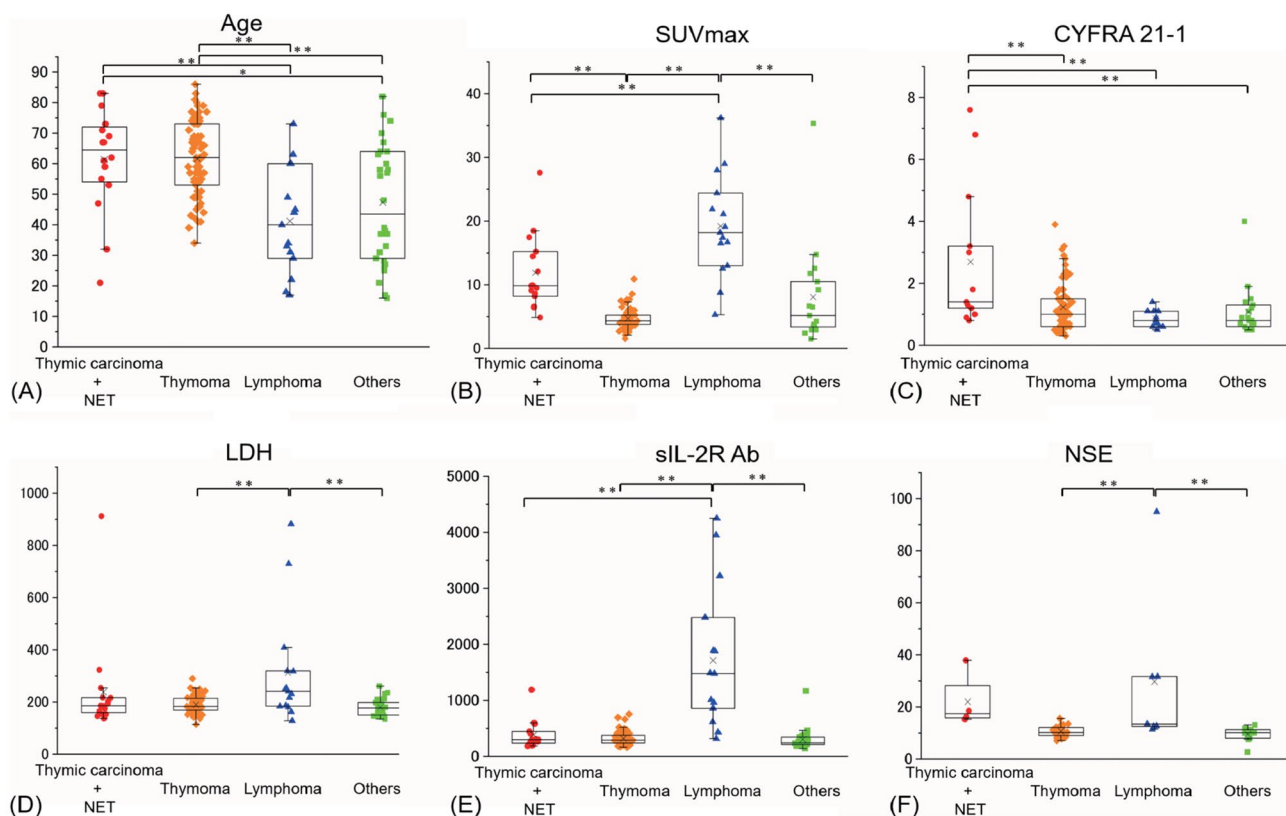 Age
**
**
**
*
90
80
70
60
50
40
30
20
10
0
Thymic carcinoma
+
NET
Thymoma
Lymphoma
Others
(A)
SUVmax
**
**
**
**
40
30
20
10
0
Thymic carcinoma
+
NET
Thymoma
Lymphoma
Others
(B)
CYFRA 21-1
**
**
**
8
6
4
2
0
Thymic carcinoma
+
NET
Thymoma
Lymphoma
Others
(C)
LDH
**
**
1000
800
600
400
200
0
Thymic carcinoma
+
NET
Thymoma
Lymphoma
Others
(D)
sIL-2R Ab
**
**
**
5000
4000
3000
2000
1000
0
Thymic carcinoma
+
NET
Thymoma
Lymphoma
Others
(E)
NSE
**
**
100
80
60
40
20
0
Thymic carcinoma
+
NET
Thymoma
Lymphoma
Others
(F)